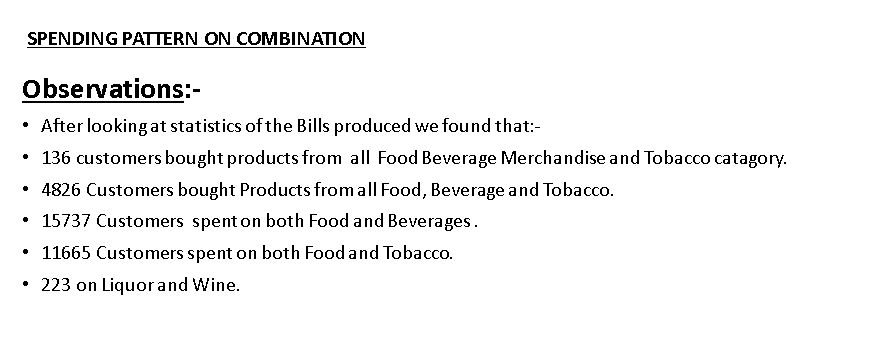 SPENDING PATTERN ON COMBINATION
Observations:-
• After looking at statistics of the Bills produced we found that:-
• 136 customers bought products from all Food Beverage Merchandise and Tobacco catagory.
• 4826 Customers bought Products from all Food, Beverage and Tobacco.
• 15737 Customers spent on both Food and Beverages .
• 11665 Customers spent on both Food and Tobacco.
• 223 on Liquor and Wine.